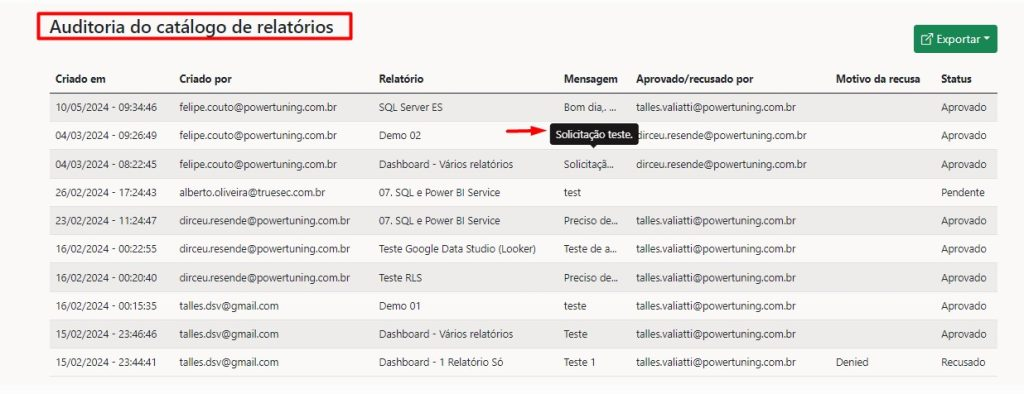 Auditoria do catálogo de relatórios
Exportar
Criado em Criado por Relatório Mensagem Aprovado/recusado por Motivo da recusa Status
10/05/2024 - 09:34:46 felipe.couto@powertuning.com.br SQL Server ES Bom dia,. ... talles.valiatti@powertuning.com.br Aprovado
04/03/2024 - 09:26:49 felipe.couto@powertuning.com.br Demo 02 Solicitação teste. dirceu.resende@powertuning.com.br Aprovado
04/03/2024 - 08:22:45 felipe.couto@powertuning.com.br Dashboard - Vários relatórios Solicitaçã... dirceu.resende@powertuning.com.br Aprovado
26/02/2024 - 17:24:43 alberto.oliveira@truesec.com.br 07. SQL e Power BI Service test Pendente
23/02/2024 - 11:24:47 dirceu.resende@powertuning.com.br 07. SQL e Power BI Service Preciso de... talles.valiatti@powertuning.com.br Aprovado
16/02/2024 - 00:22:55 dirceu.resende@powertuning.com.br Teste Google Data Studio (Looker) Teste de a... talles.valiatti@powertuning.com.br Aprovado
16/02/2024 - 00:20:40 dirceu.resende@powertuning.com.br Teste RLS Preciso de... talles.valiatti@powertuning.com.br Aprovado
16/02/2024 - 00:15:35 talles.dsv@gmail.com Demo 01 teste talles.valiatti@powertuning.com.br Aprovado
15/02/2024 - 23:46:46 talles.dsv@gmail.com Dashboard - Vários relatórios Teste talles.valiatti@powertuning.com.br Aprovado
15/02/2024 - 23:44:41 talles.dsv@gmail.com Dashboard - 1 Relatório Só Teste 1 talles.valiatti@powertuning.com.br Denied Recusado